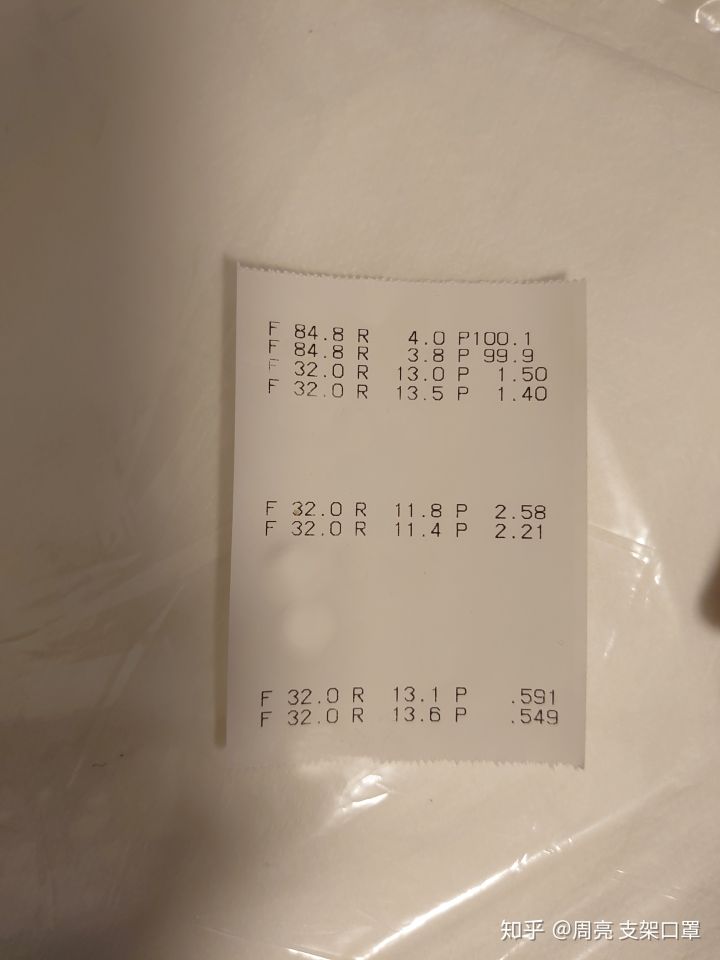 F 84.8 R 4.0 P100.1
F 84.8 R 3.8 P 99.9
F 32.0 R 13.0 P 1.50
F 32.0 R 13.5 P 1.40
F 32.0 R 11.8 P 2.58
F 32.0 R 11.4 P 2.21
F 32.0 R 13.1 P .591
F 32.0 R 13.6 P .549
知乎 @周亮 支架口罩